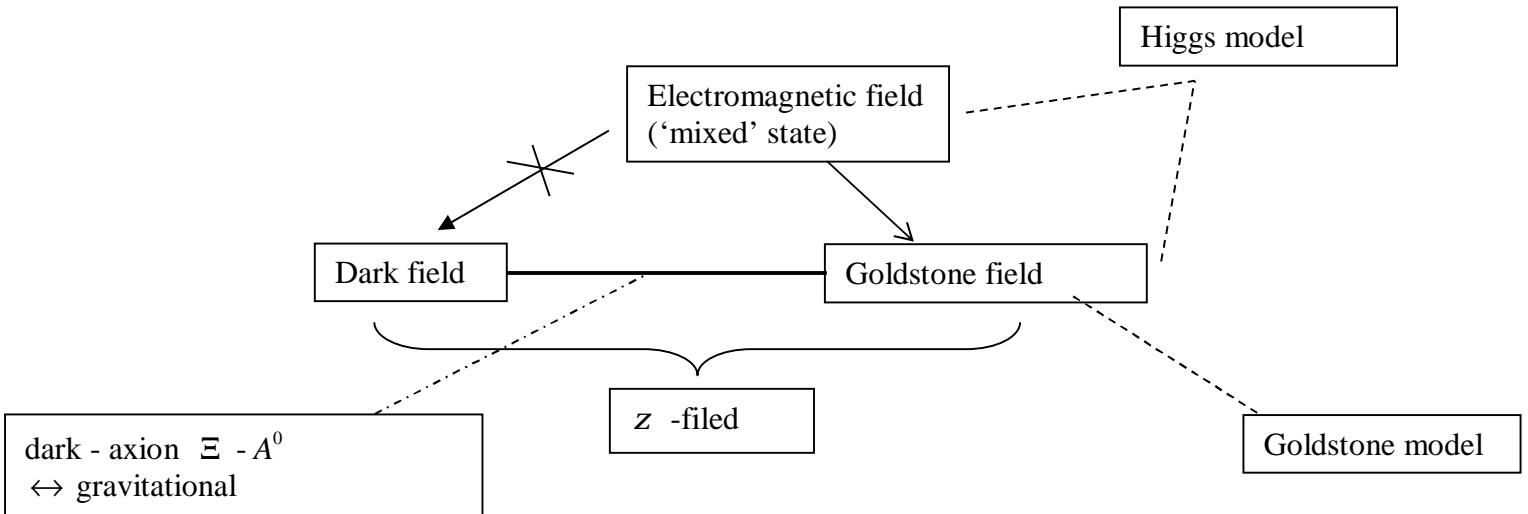 Higgs model
Electromagnetic field
(‘mixed’ state)
Dark field
Goldstone field
z -filed
dark - axion Ξ - A⁰
↔ gravitational
Goldstone model